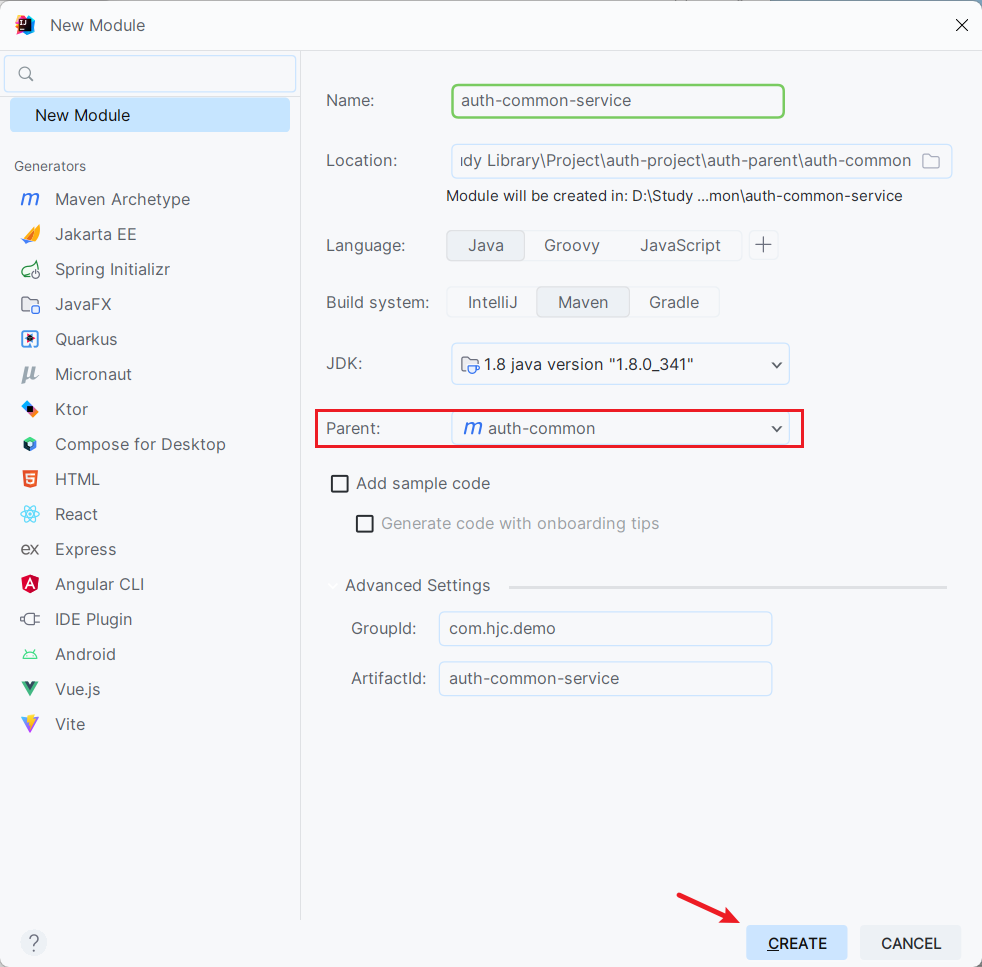 New Module
New Module
Generators
Maven Archetype
Jakarta EE
Spring Initializr
JavaFX
Quarkus
Micronaut
Ktor
Compose for Desktop
HTML
React
Express
Angular CLI
IDE Plugin
Android
Vue.js
Vite
Name: auth-common-service
Location: udy Library\Project\auth-project\auth-parent\auth-common
Module will be created in: D:\Study ...mon\auth-common-service
Language: Java Groovy JavaScript
Build system: IntelliJ Maven Gradle
JDK: 1.8 java version "1.8.0_341"
Parent: auth-common
Add sample code
Generate code with onboarding tips
Advanced Settings
GroupId: com.hjc.demo
ArtifactId: auth-common-service
? CREATE CANCEL